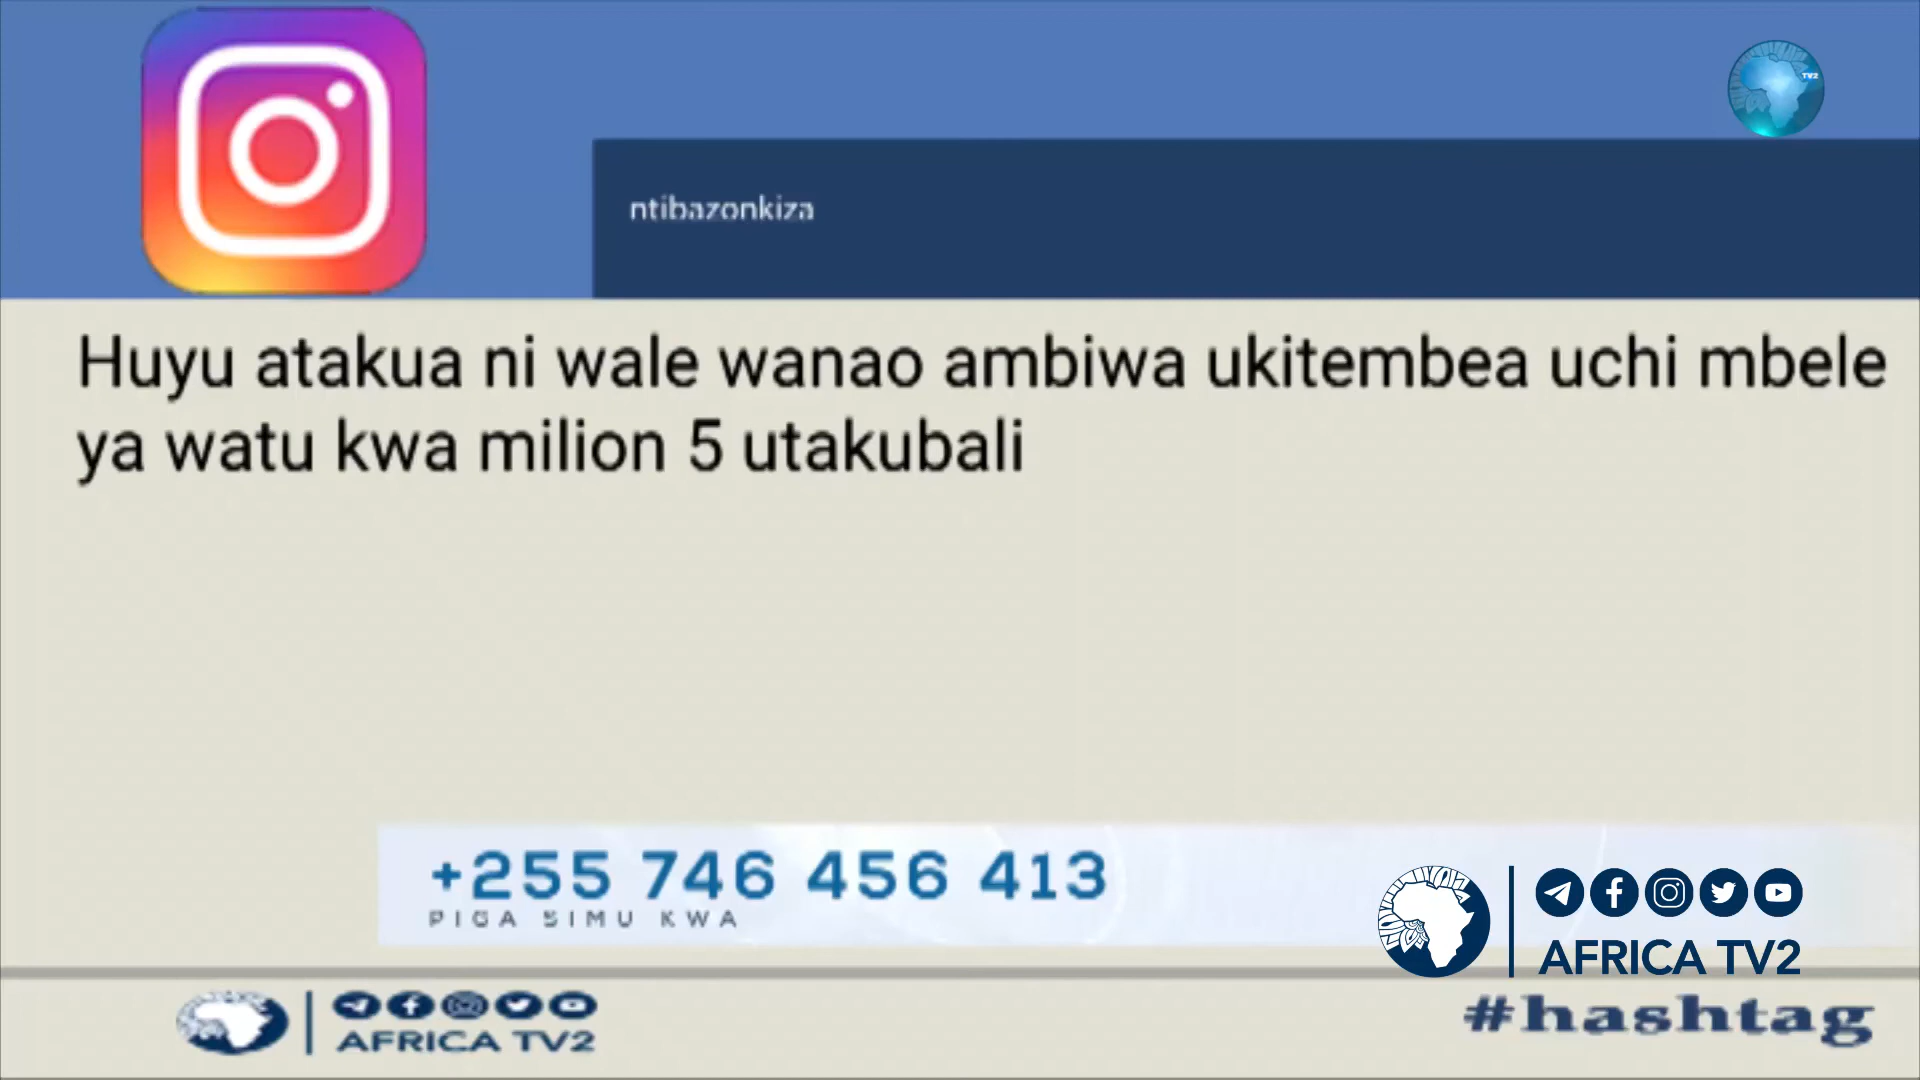 TV2
ntibazonkiza
Huyu atakua ni wale wanao ambiwa ukitembea uchi mbele
ya watu kwa milion 5 utakubali
+255 746 456 413
PIGA SIMU KWA
AFRICA TV2
AFRICA TV2
#hashtag